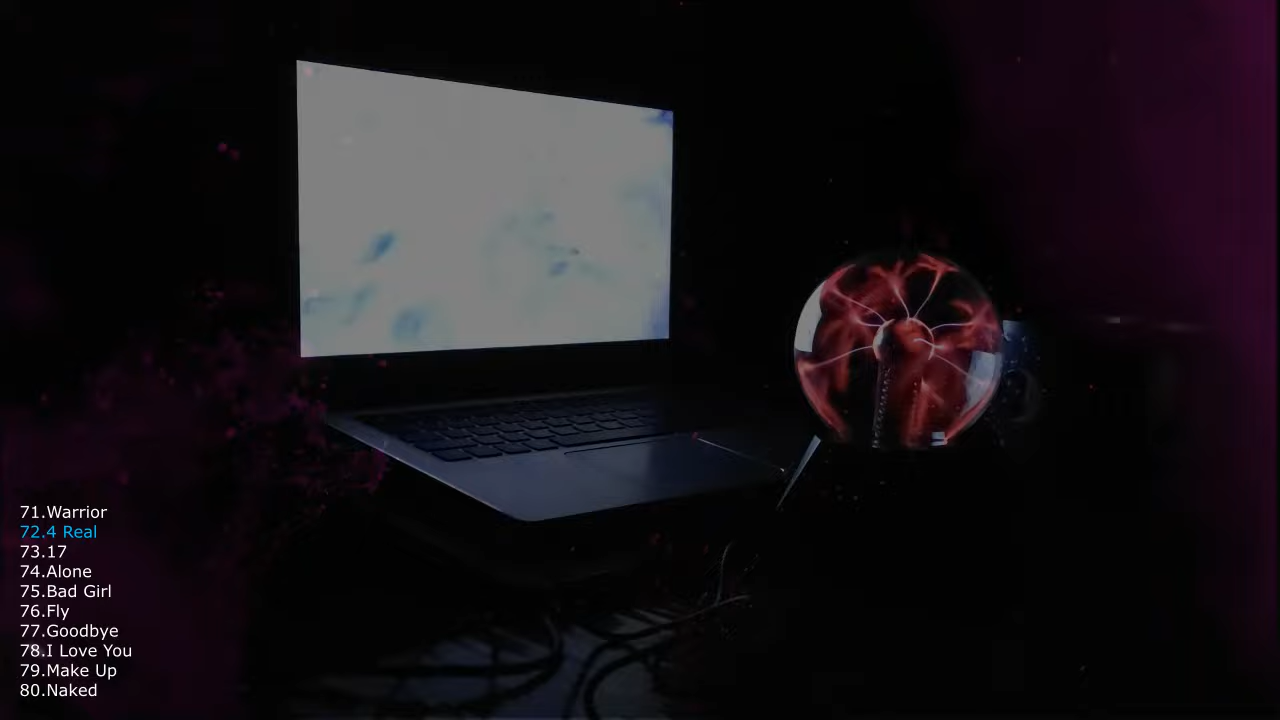 71.Warrior
72.4 Real
73.17
74.Alone
75.Bad Girl
76.Fly
77.Goodbye
78.I Love You
79.Make Up
80.Naked